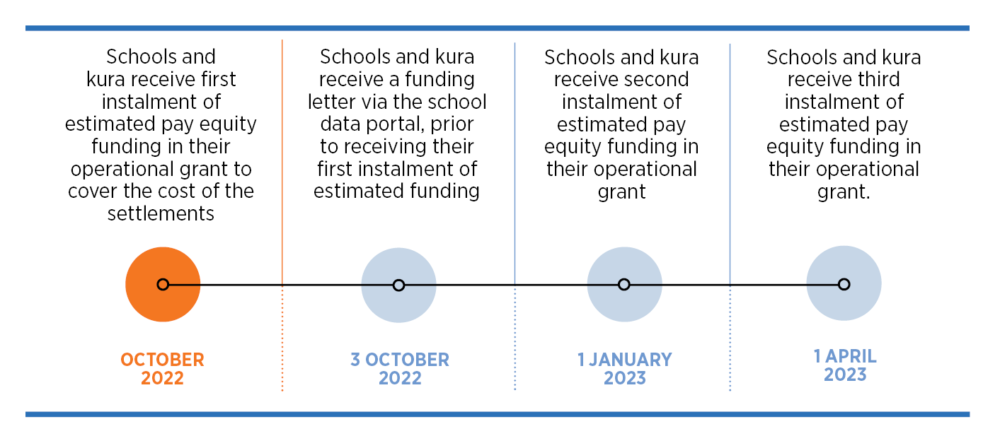 Schools and
kura receive first
instalment of
estimated pay equity
funding in their
operational grant to
cover the cost of the
settlements
OCTOBER
2022
Schools and kura
receive a funding
letter via the school
data portal, prior
to receiving their
first instalment of
estimated funding
3 OCTOBER
2022
Schools and kura
receive second
instalment of
estimated pay
equity funding in
their operational
grant
1 JANUARY
2023
Schools and kura
receive third
instalment of
estimated pay
equity funding in
their operational
grant.
1 APRIL
2023